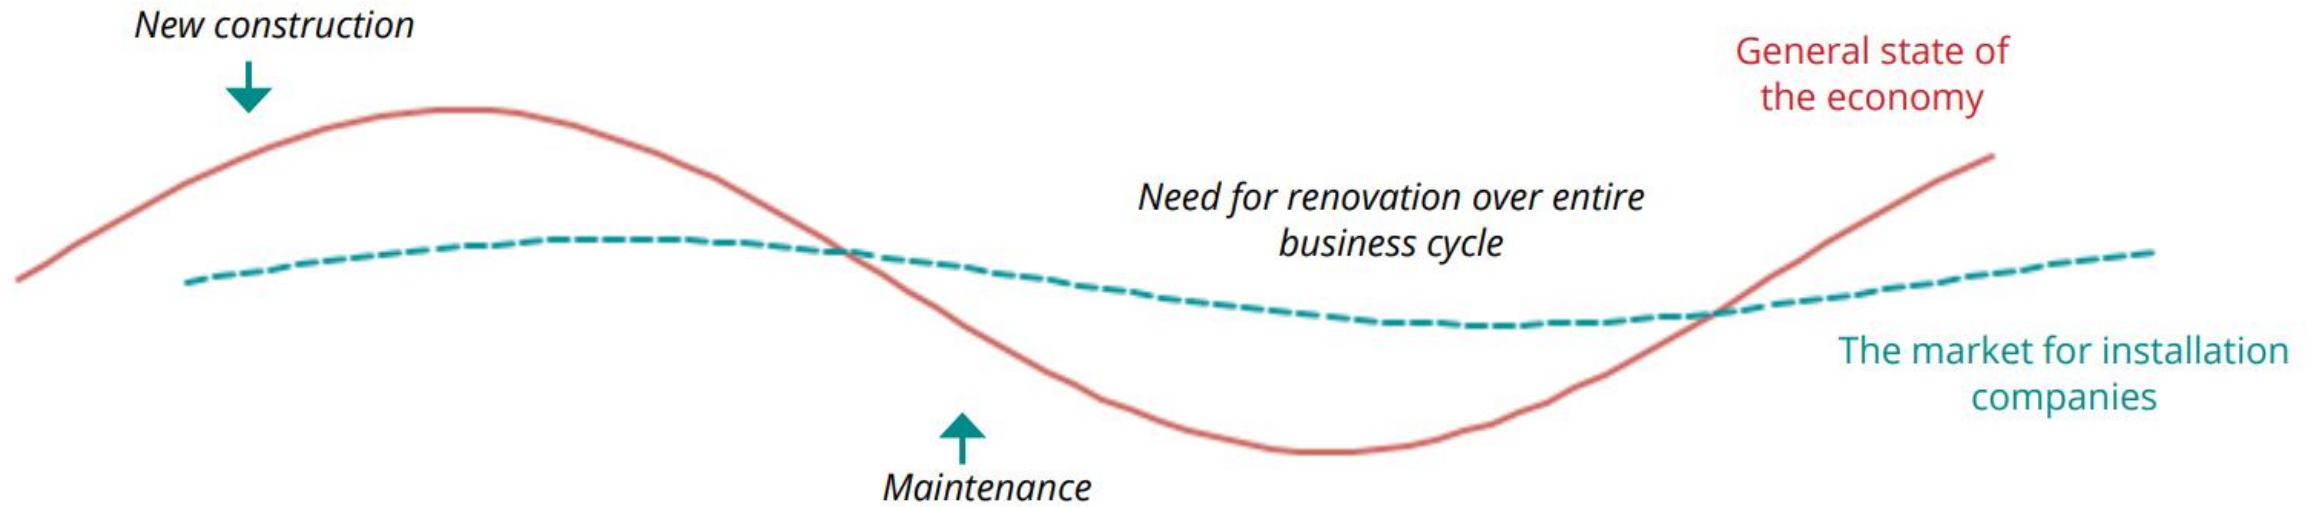 New construction
General state of
the economy
Need for renovation over entire
business cycle
The market for installation
companies
Maintenance